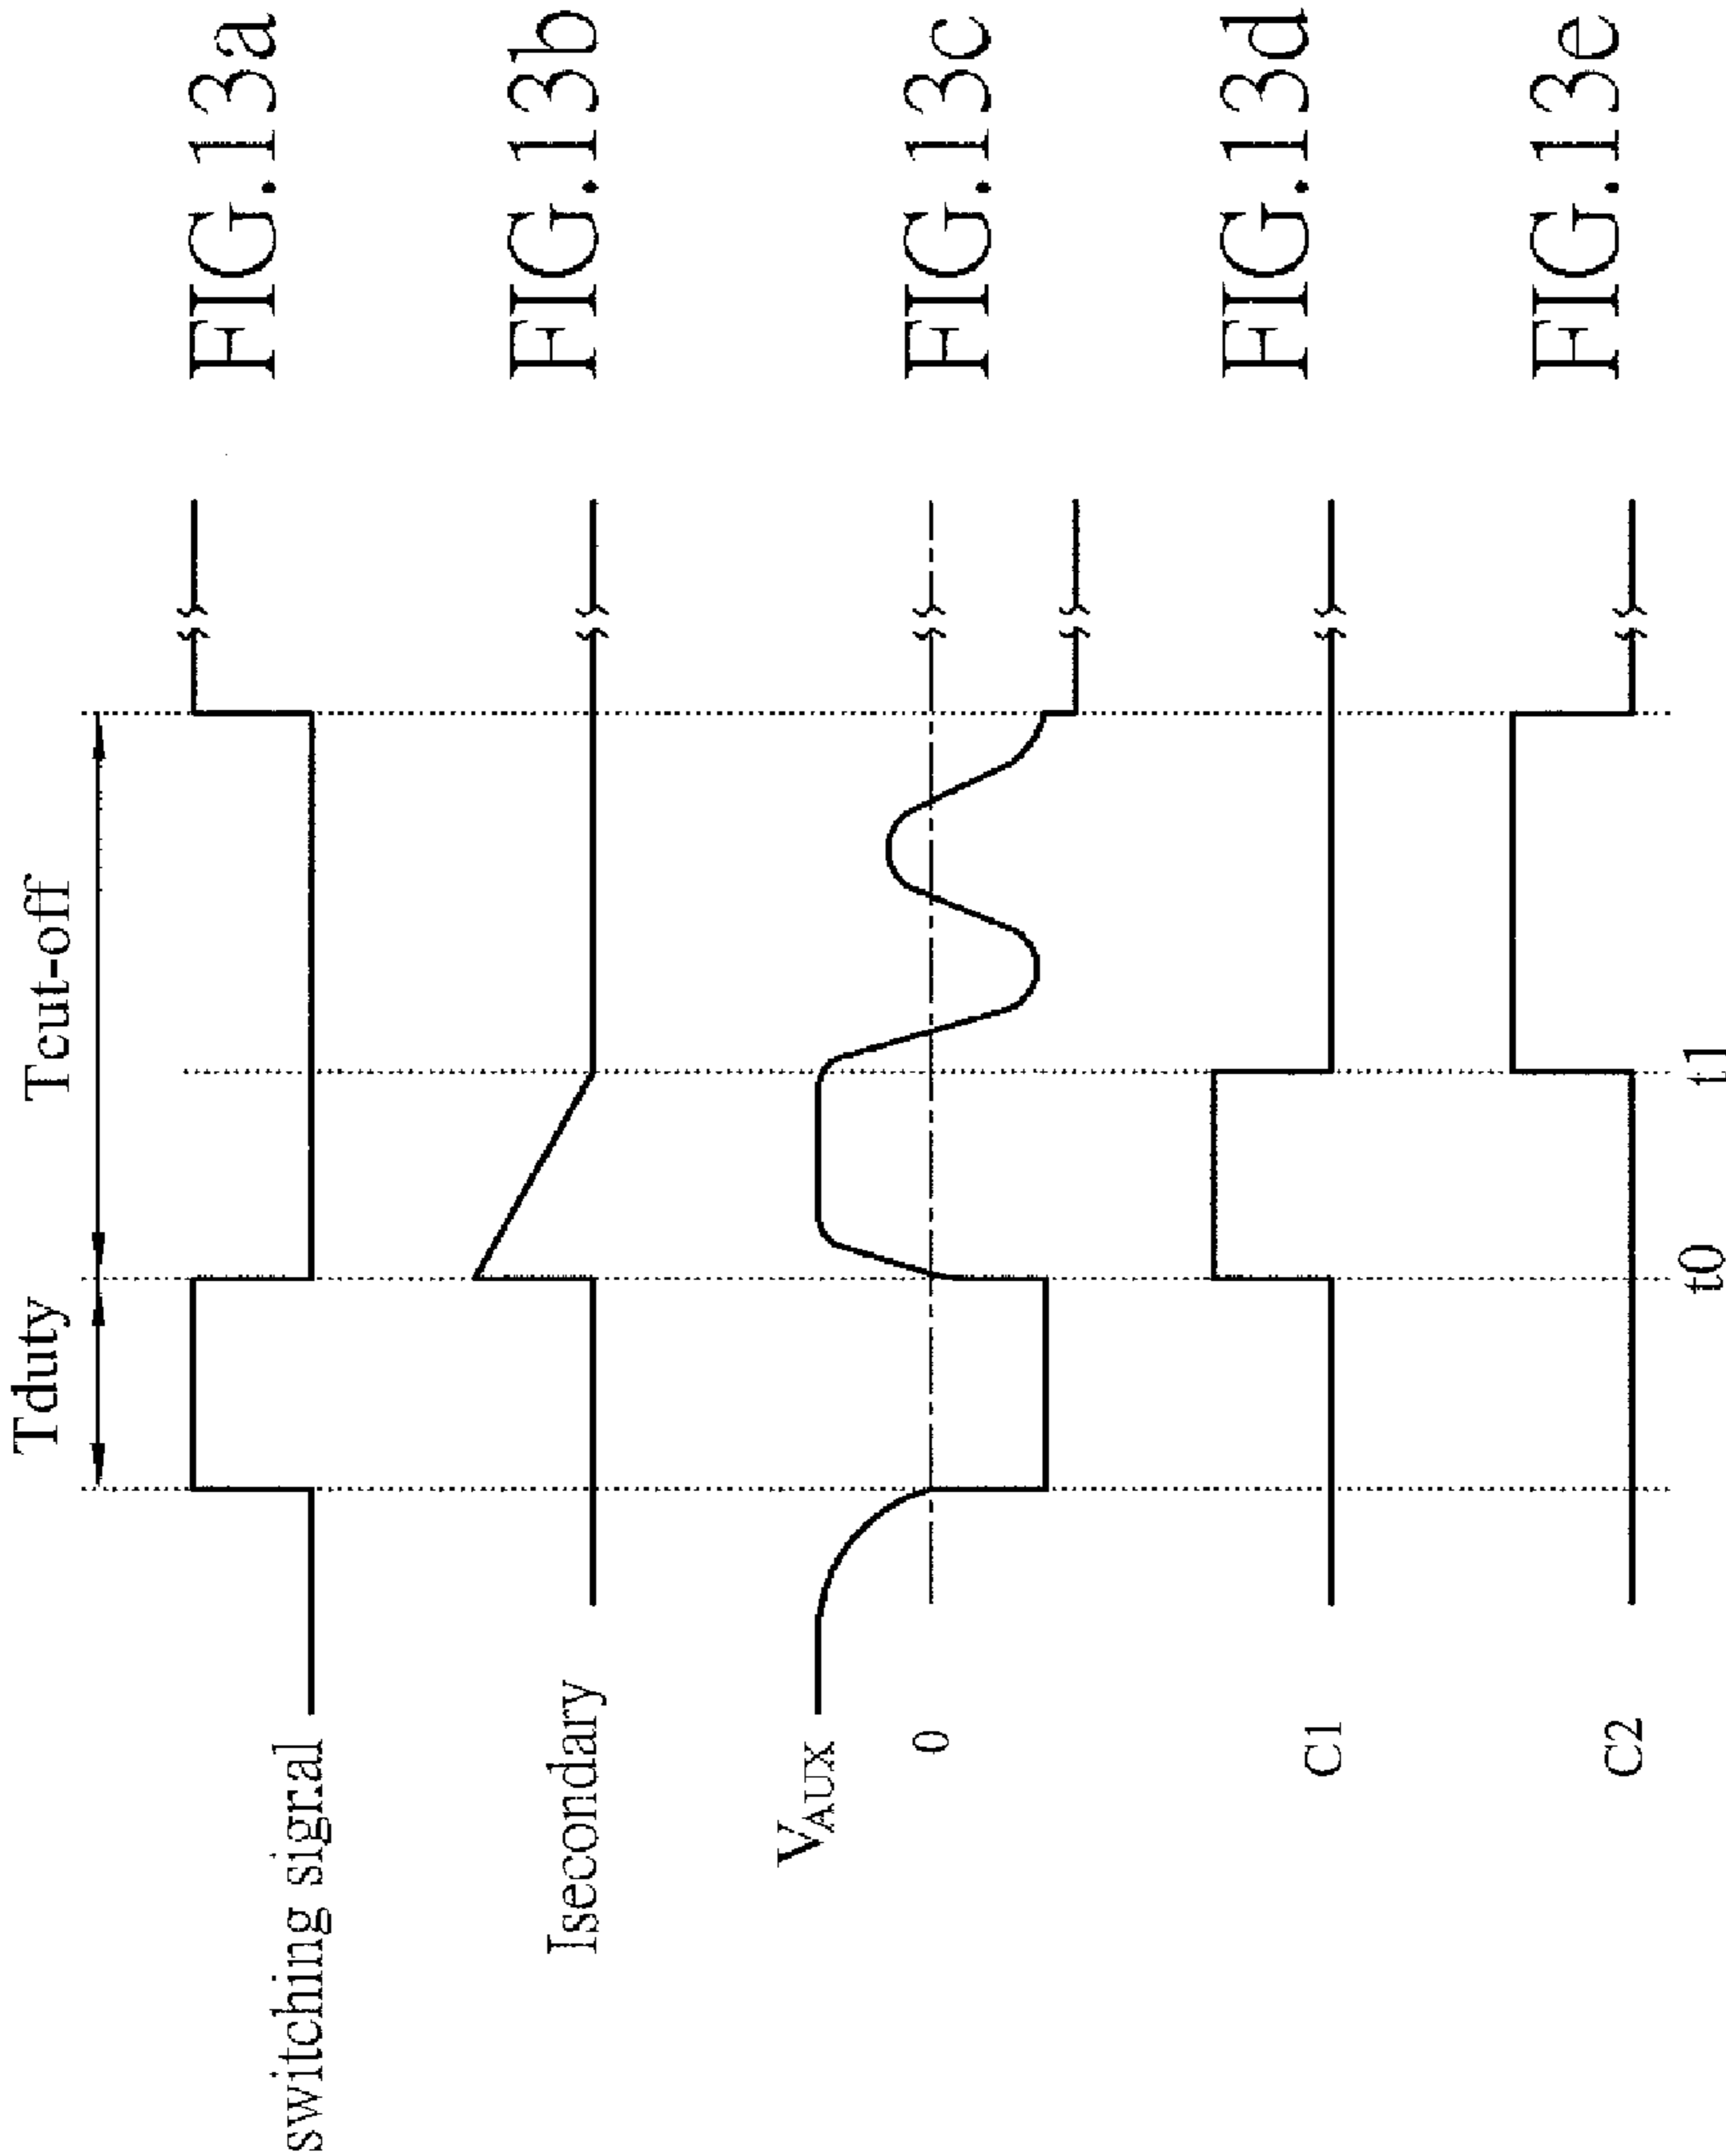 Tduty
Tcut-off
switching signal
FIG.13a
Isecondary
FIG.13b
VAUX
0
FIG.13c
C1
FIG.13d
C2
FIG.13e
t0
t1